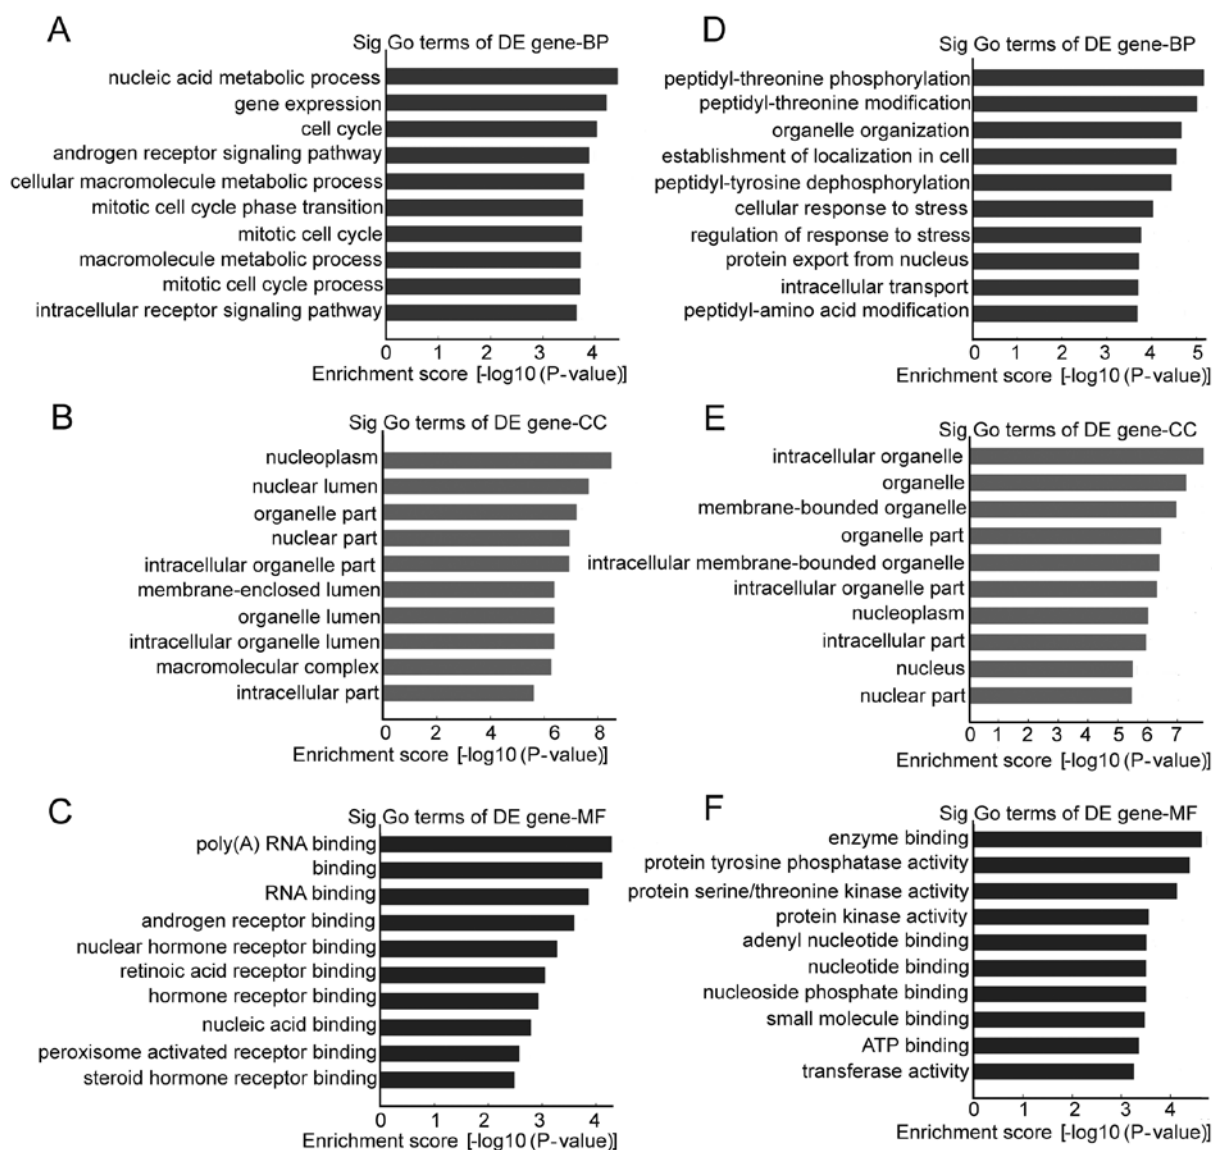 A
Sig Go terms of DE gene-BP
nucleic acid metabolic process
gene expression
cell cycle
androgen receptor signaling pathway
cellular macromolecule metabolic process
mitotic cell cycle phase transition
mitotic cell cycle
macromolecule metabolic process
mitotic cell cycle process
intracellular receptor signaling pathway
0 1 2 3 4
Enrichment score [-log10 (P-value)]
B
Sig Go terms of DE gene-CC
nucleoplasm
nuclear lumen
organelle part
nuclear part
intracellular organelle part
membrane-enclosed lumen
organelle lumen
intracellular organelle lumen
macromolecular complex
intracellular part
0 2 4 6 8
Enrichment score [-log10 (P-value)]
C
Sig Go terms of DE gene-MF
poly(A) RNA binding
binding
RNA binding
androgen receptor binding
nuclear hormone receptor binding
retinoic acid receptor binding
hormone receptor binding
nucleic acid binding
peroxisome activated receptor binding
steroid hormone receptor binding
0 1 2 3 4
Enrichment score [-log10 (P-value)]
D
Sig Go terms of DE gene-BP
peptidyl-threonine phosphorylation
peptidyl-threonine modification
organelle organization
establishment of localization in cell
peptidyl-tyrosine dephosphorylation
cellular response to stress
regulation of response to stress
protein export from nucleus
intracellular transport
peptidyl-amino acid modification
0 1 2 3 4 5
Enrichment score [-log10 (P-value)]
E
Sig Go terms of DE gene-CC
intracellular organelle
organelle
membrane-bounded organelle
organelle part
intracellular membrane-bounded organelle
intracellular organelle part
nucleoplasm
intracellular part
nucleus
nuclear part
0 1 2 3 4 5 6 7
Enrichment score [-log10 (P-value)]
F
Sig Go terms of DE gene-MF
enzyme binding
protein tyrosine phosphatase activity
protein serine/threonine kinase activity
protein kinase activity
adenyl nucleotide binding
nucleotide binding
nucleoside phosphate binding
small molecule binding
ATP binding
transferase activity
0 1 2 3 4
Enrichment score [-log10 (P-value)]